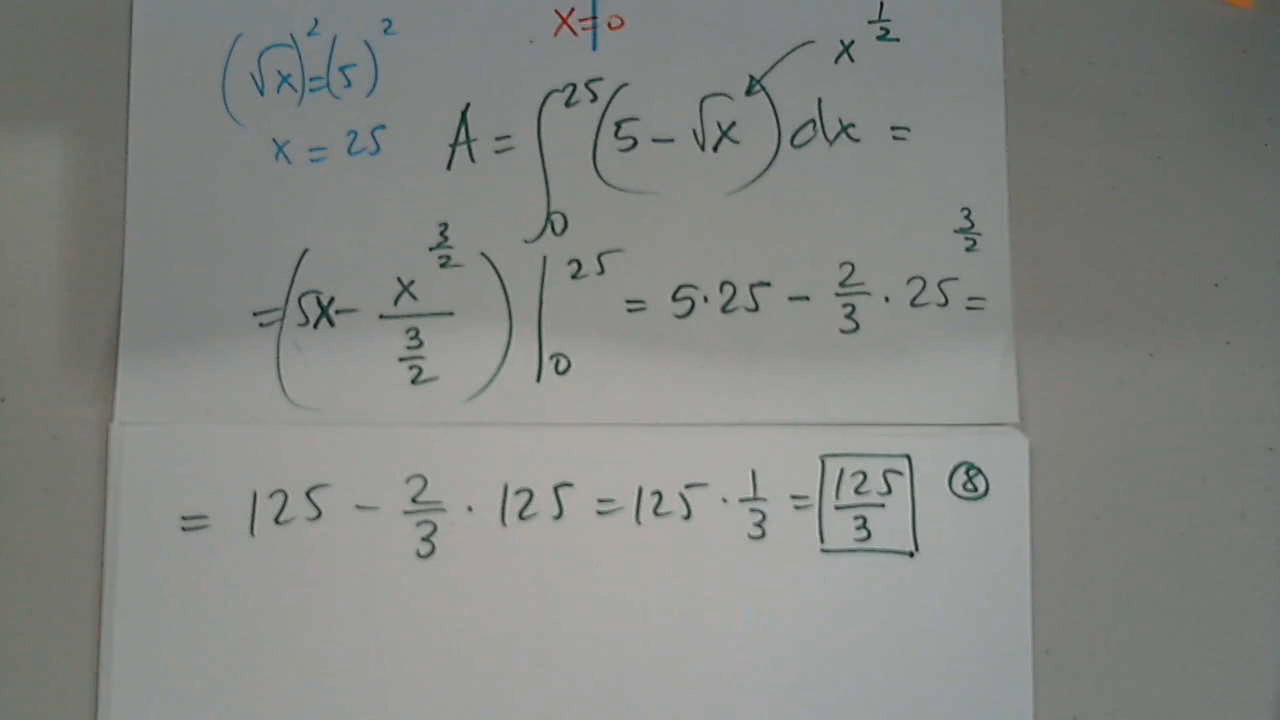 x=0
(√x)²=(5)²
x = 25
x^(1/2)
A = ∫₀²⁵ (5 - √x) dx =
= (5x - x^(3/2) / (3/2)) |₀²⁵ = 5·25 - 2/3 · 25^(3/2) =
= 125 - 2/3 · 125 = 125 · 1/3 = 125/3 ⑧